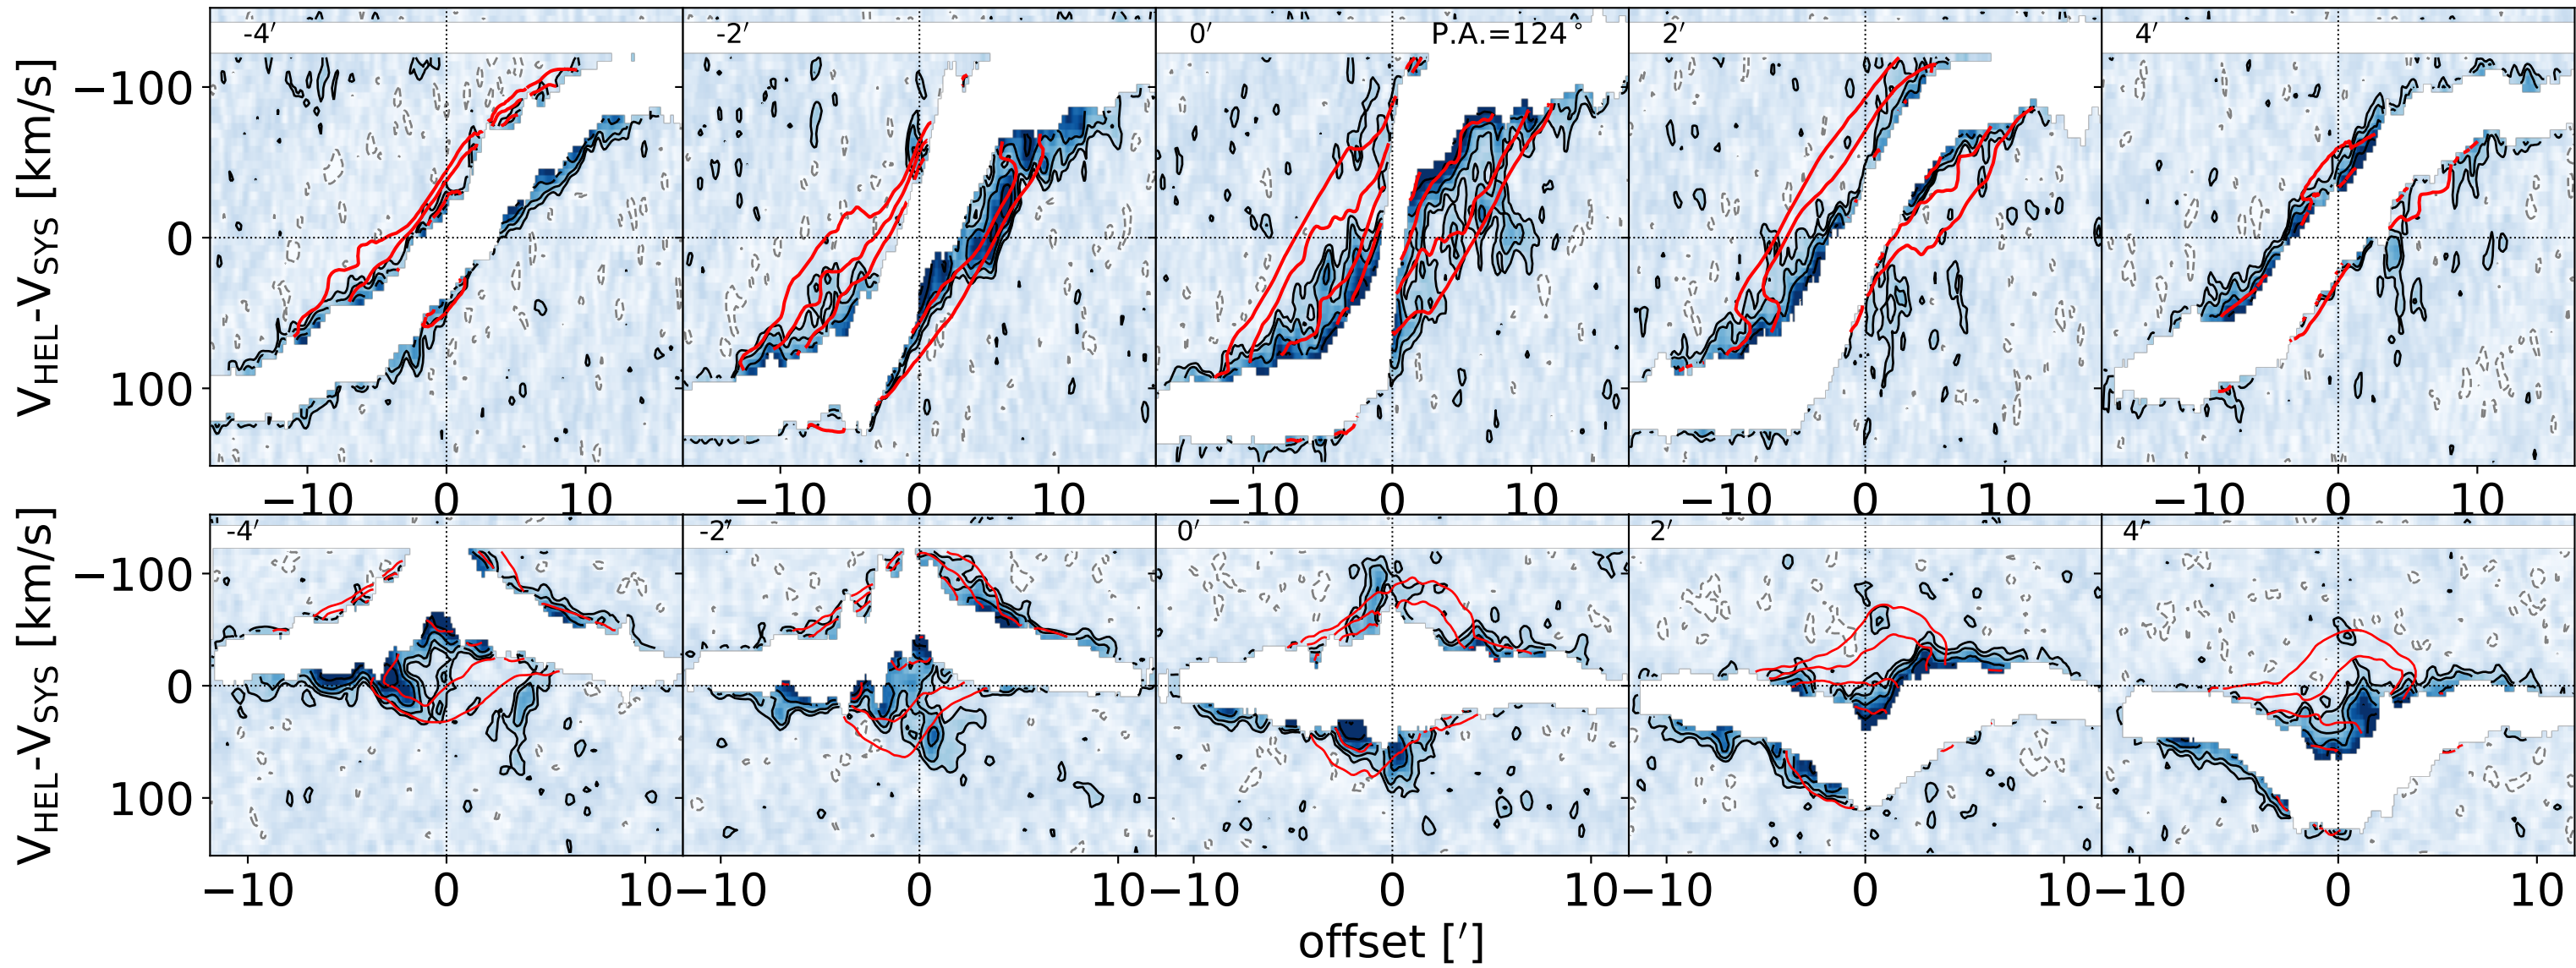 -4′ -2′ 0′ P.A.=124° 2′ 4′
V_HEL-V_SYS [km/s]
−100
0
100
−10 0 10 −10 0 10 −10 0 10 −10 0 10 −10 0 10
-4′ -2′ 0′ 2′ 4′
V_HEL-V_SYS [km/s]
−100
0
100
−10 0 10 −10 0 10 −10 0 10 −10 0 10 −10 0 10
offset [′]